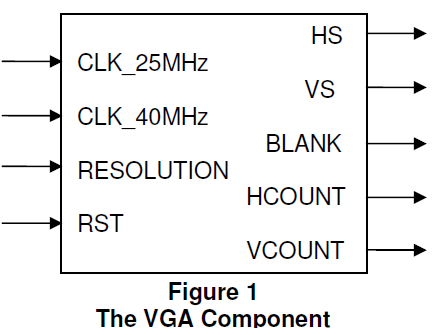 HS
CLK_25MHz
VS
CLK_40MHz
BLANK
RESOLUTION
HCOUNT
RST
VCOUNT
Figure 1
The VGA Component